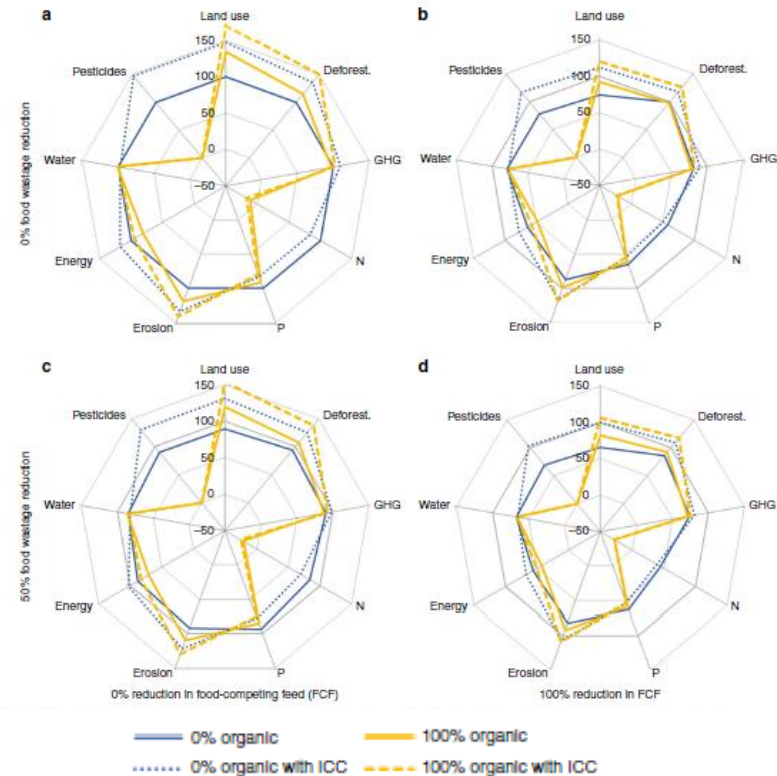 a
Land use
150
100
50
0
−50
Deforest.
GHG
N
P
Erosion
Energy
Water
Pesticides
b
Land use
150
100
50
0
−50
Deforest.
GHG
N
P
Erosion
Energy
Water
Pesticides
0% food wastage reduction
c
Land use
150
100
50
0
−50
Deforest.
GHG
N
P
Erosion
Energy
Water
Pesticides
d
Land use
150
100
50
0
−50
Deforest.
GHG
N
P
Erosion
Energy
Water
Pesticides
50% food wastage reduction
0% reduction in food-competing feed (FCF)
100% reduction in FCF
0% organic
100% organic
0% organic with ICC
100% organic with ICC